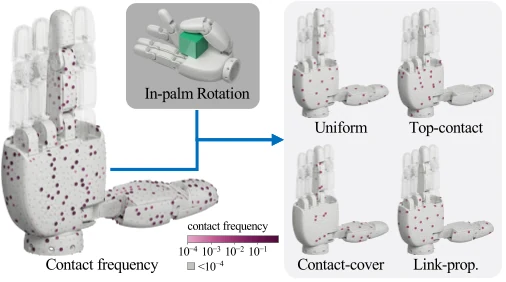 In-palm Rotation
Uniform
Top-contact
contact frequency
10⁻⁴ 10⁻³ 10⁻² 10⁻¹
<10⁻⁴
Contact frequency
Contact-cover
Link-prop.